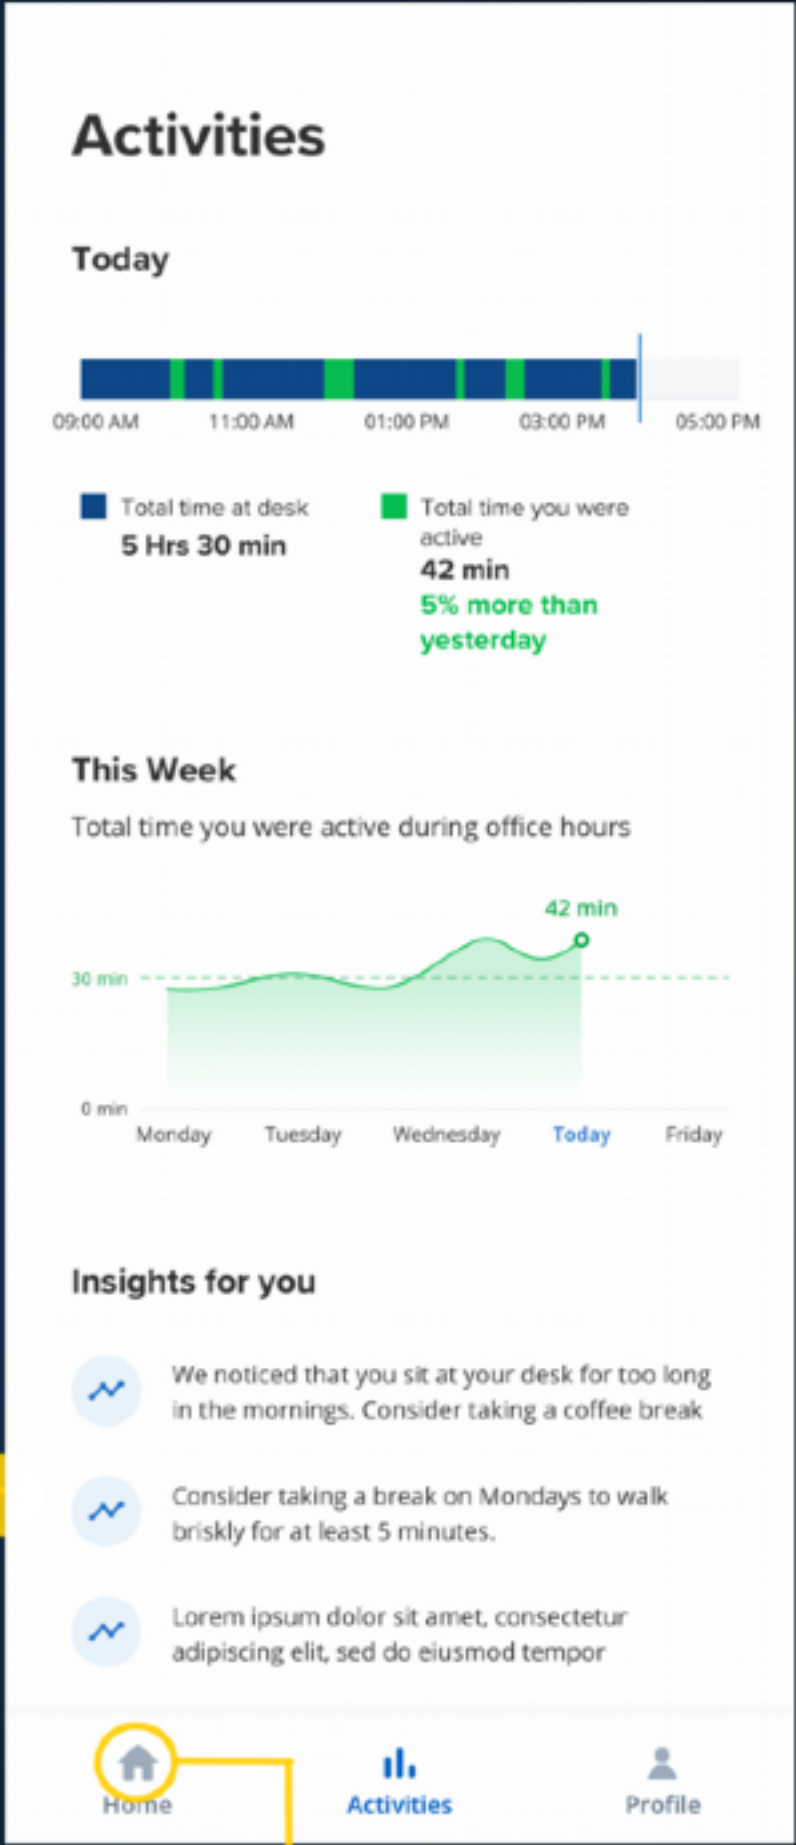 Activities
Today
09:00 AM 11:00 AM 01:00 PM 03:00 PM 05:00 PM
Total time at desk
5 Hrs 30 min
Total time you were
active
42 min
5% more than
yesterday
This Week
Total time you were active during office hours
42 min
30 min
0 min
Monday Tuesday Wednesday Today Friday
Insights for you
We noticed that you sit at your desk for too long
in the mornings. Consider taking a coffee break
Consider taking a break on Mondays to walk
briskly for at least 5 minutes.
Lorem ipsum dolor sit amet, consectetur
adipiscing elit, sed do eiusmod tempor
Home Activities Profile